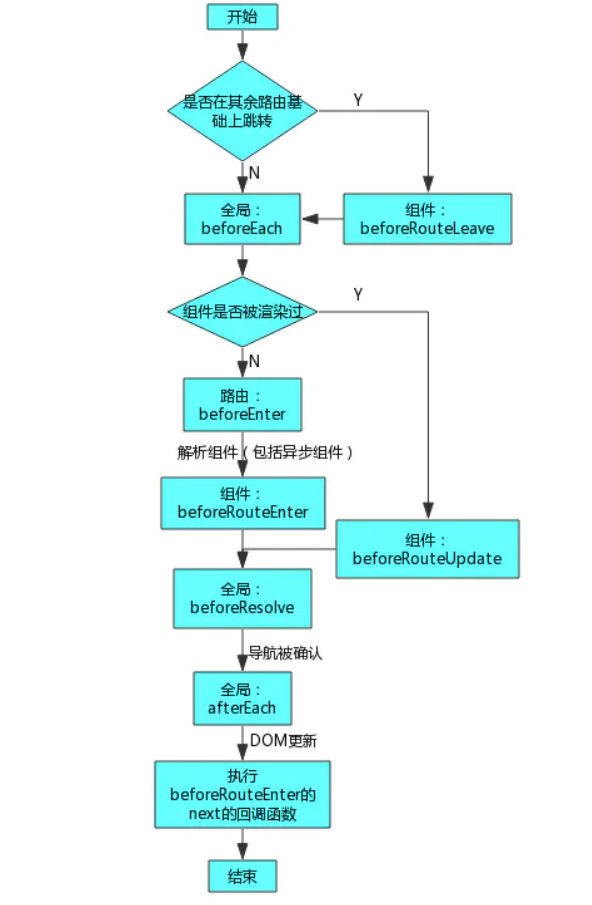 开始
是否在其余路由基
础上跳转
Y
N
全局：
beforeEach
组件：
beforeRouteLeave
组件是否被渲染过
Y
N
路由：
beforeEnter
解析组件（包括异步组件）
组件：
beforeRouteEnter
组件：
beforeRouteUpdate
全局：
beforeResolve
导航被确认
全局：
afterEach
DOM更新
执行
beforeRouteEnter的
next的回调函数
结束